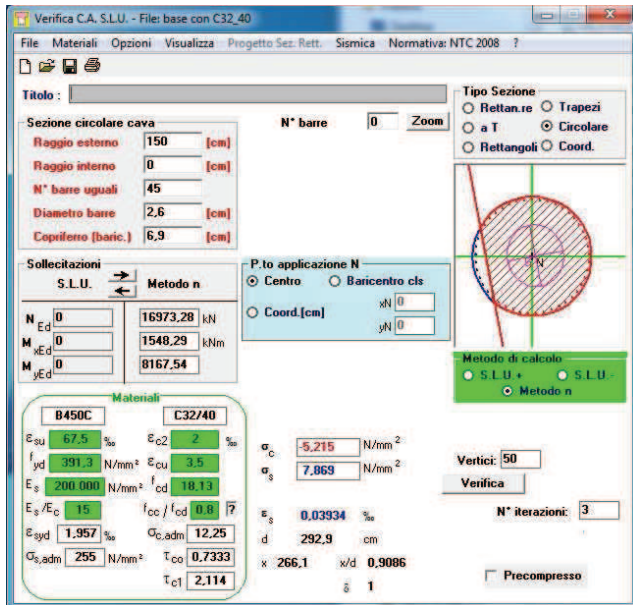 Verifica C.A. S.L.U. - File: base con C32_40
File Materiali Opzioni Visualizza Progetto Sez. Rett. Sismica Normativa: NTC 2008 ?
Titolo :
Tipo Sezione
Rettan.re Trapezi
a T Circolare
Rettangoli Coord.
Sezione circolare cava
N° barre 0 Zoom
Raggio esterno 150 [cm]
Raggio interno 0 [cm]
N° barre uguali 45
Diametro barre 2,6 [cm]
Copriferro (baric.) 6,9 [cm]
N
Sollecitazioni
S.L.U. Metodo n
N Ed 0 16973,28 kN
M xEd 0 1548,29 kNm
M yEd 0 8167,54
P.to applicazione N
Centro Baricentro cls
Coord.[cm] xN 0
yN 0
Metodo di calcolo
S.L.U.+ S.L.U.-
Metodo n
Materiali
B450C C32/40
εsu 67,5 ‰ εc2 2 ‰
fyd 391,3 N/mm² εcu 3,5
Es 200.000 N/mm² fcd 18,13
Es/Ec 15 fcc / fcd 0,8 ?
εsyd 1,957 ‰ σc,adm 12,25
σs,adm 255 N/mm² τco 0,7333
τc1 2,114
σc -5,215 N/mm²
σs 7,869 N/mm²
εs 0,03934 ‰
d 292,9 cm
x 266,1 x/d 0,9086
δ 1
Vertici: 50
Verifica
N° iterazioni: 3
Precompresso